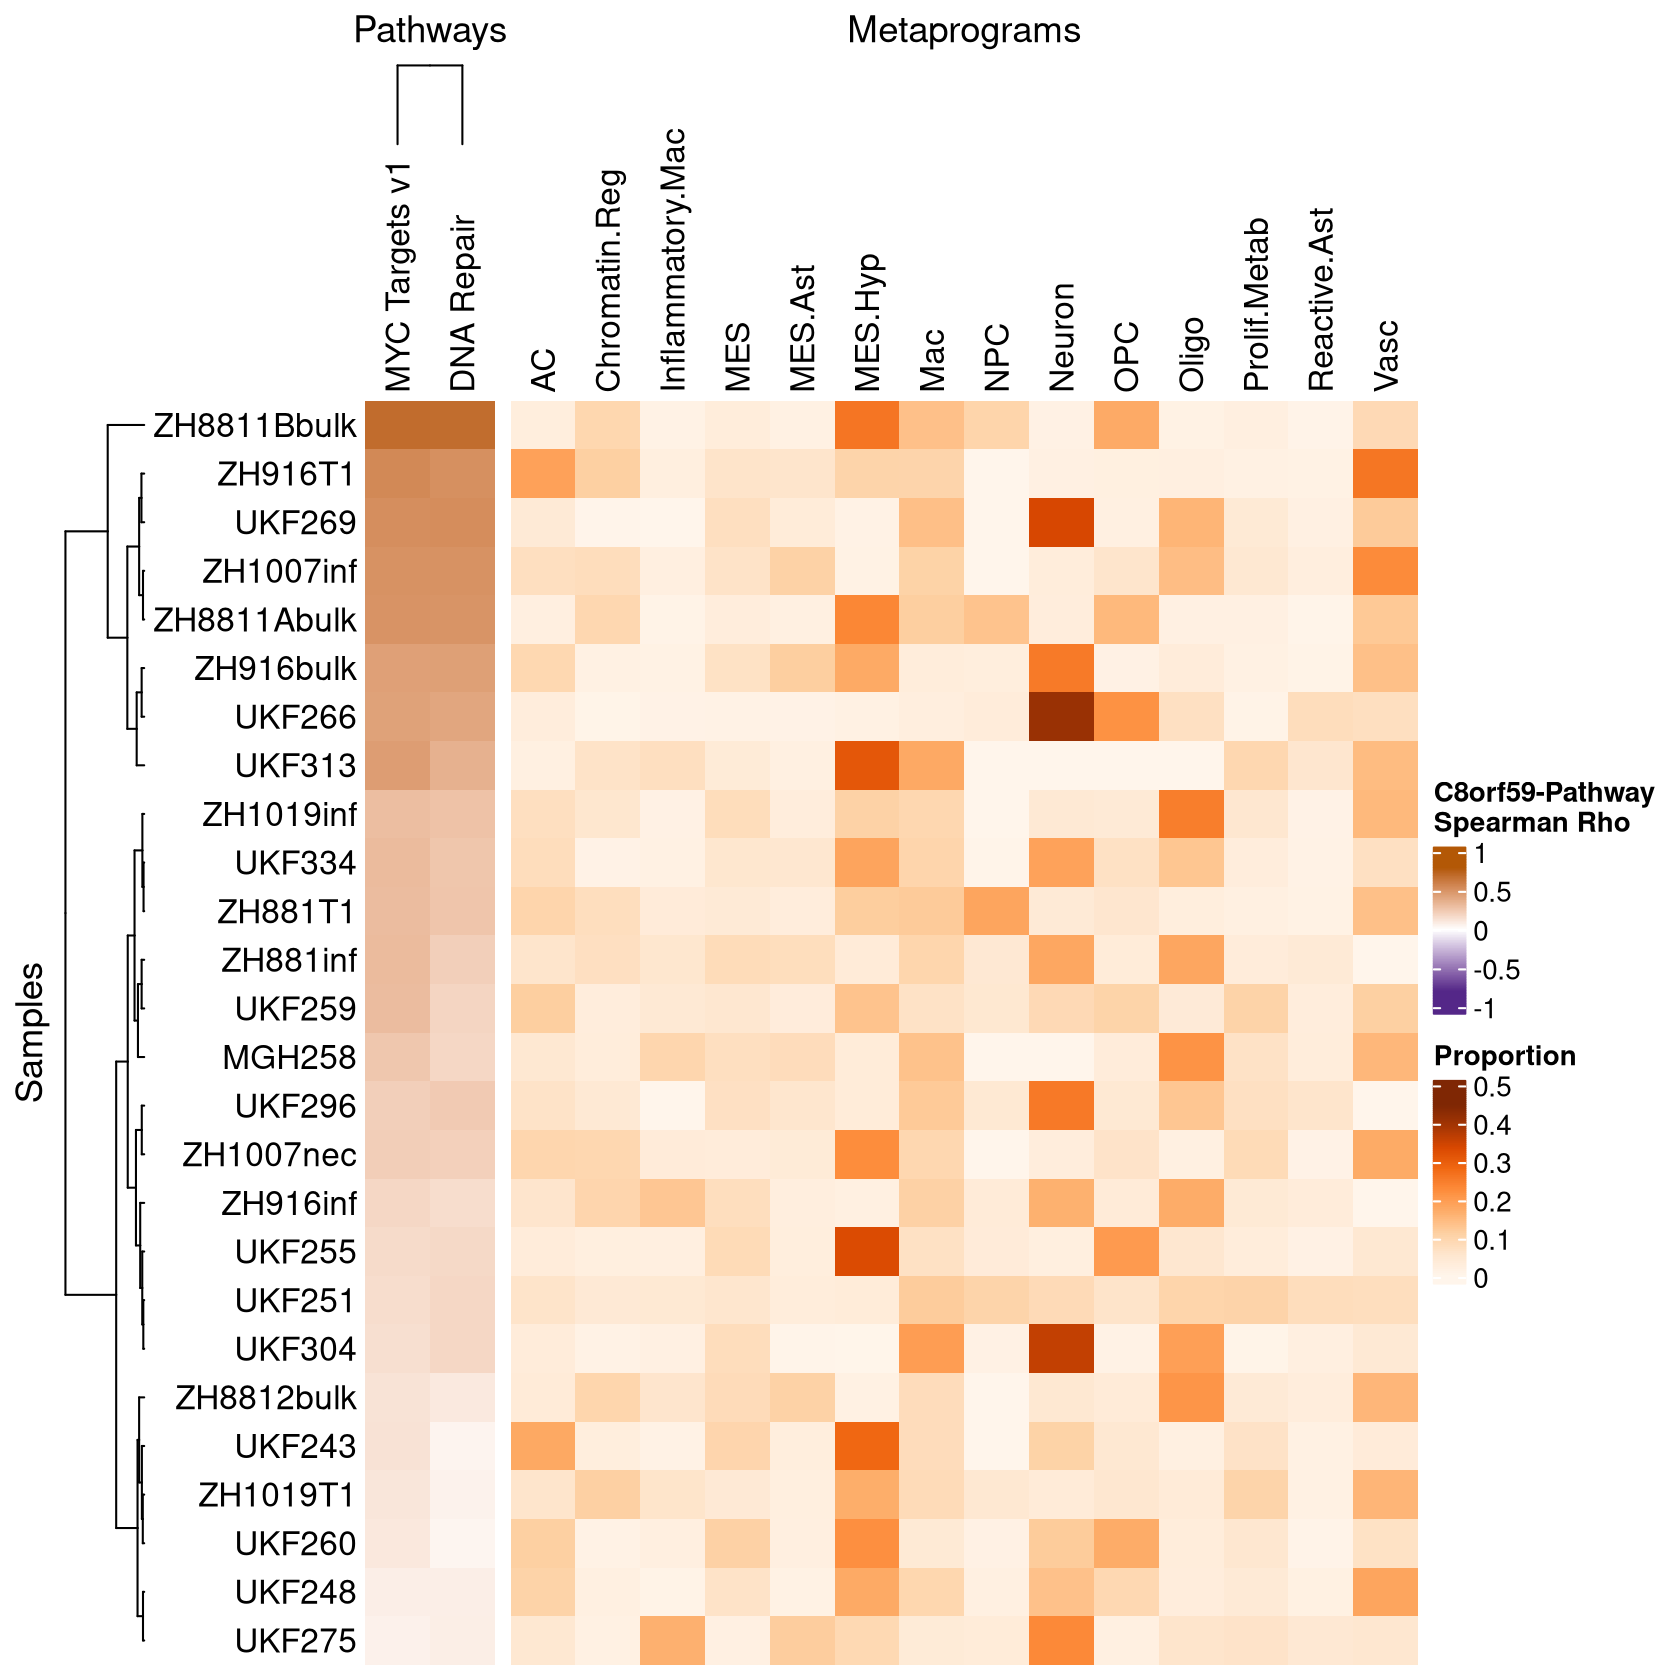 Pathways
Metaprograms
MYC Targets v1
DNA Repair
AC
Chromatin.Reg
Inflammatory.Mac
MES
MES.Ast
MES.Hyp
Mac
NPC
Neuron
OPC
Oligo
Prolif.Metab
Reactive.Ast
Vasc
Samples
ZH8811Bbulk
ZH916T1
UKF269
ZH1007inf
ZH8811Abulk
ZH916bulk
UKF266
UKF313
ZH1019inf
UKF334
ZH881T1
ZH881inf
UKF259
MGH258
UKF296
ZH1007nec
ZH916inf
UKF255
UKF251
UKF304
ZH8812bulk
UKF243
ZH1019T1
UKF260
UKF248
UKF275
C8orf59-Pathway
Spearman Rho
1
0.5
0
-0.5
-1
Proportion
0.5
0.4
0.3
0.2
0.1
0